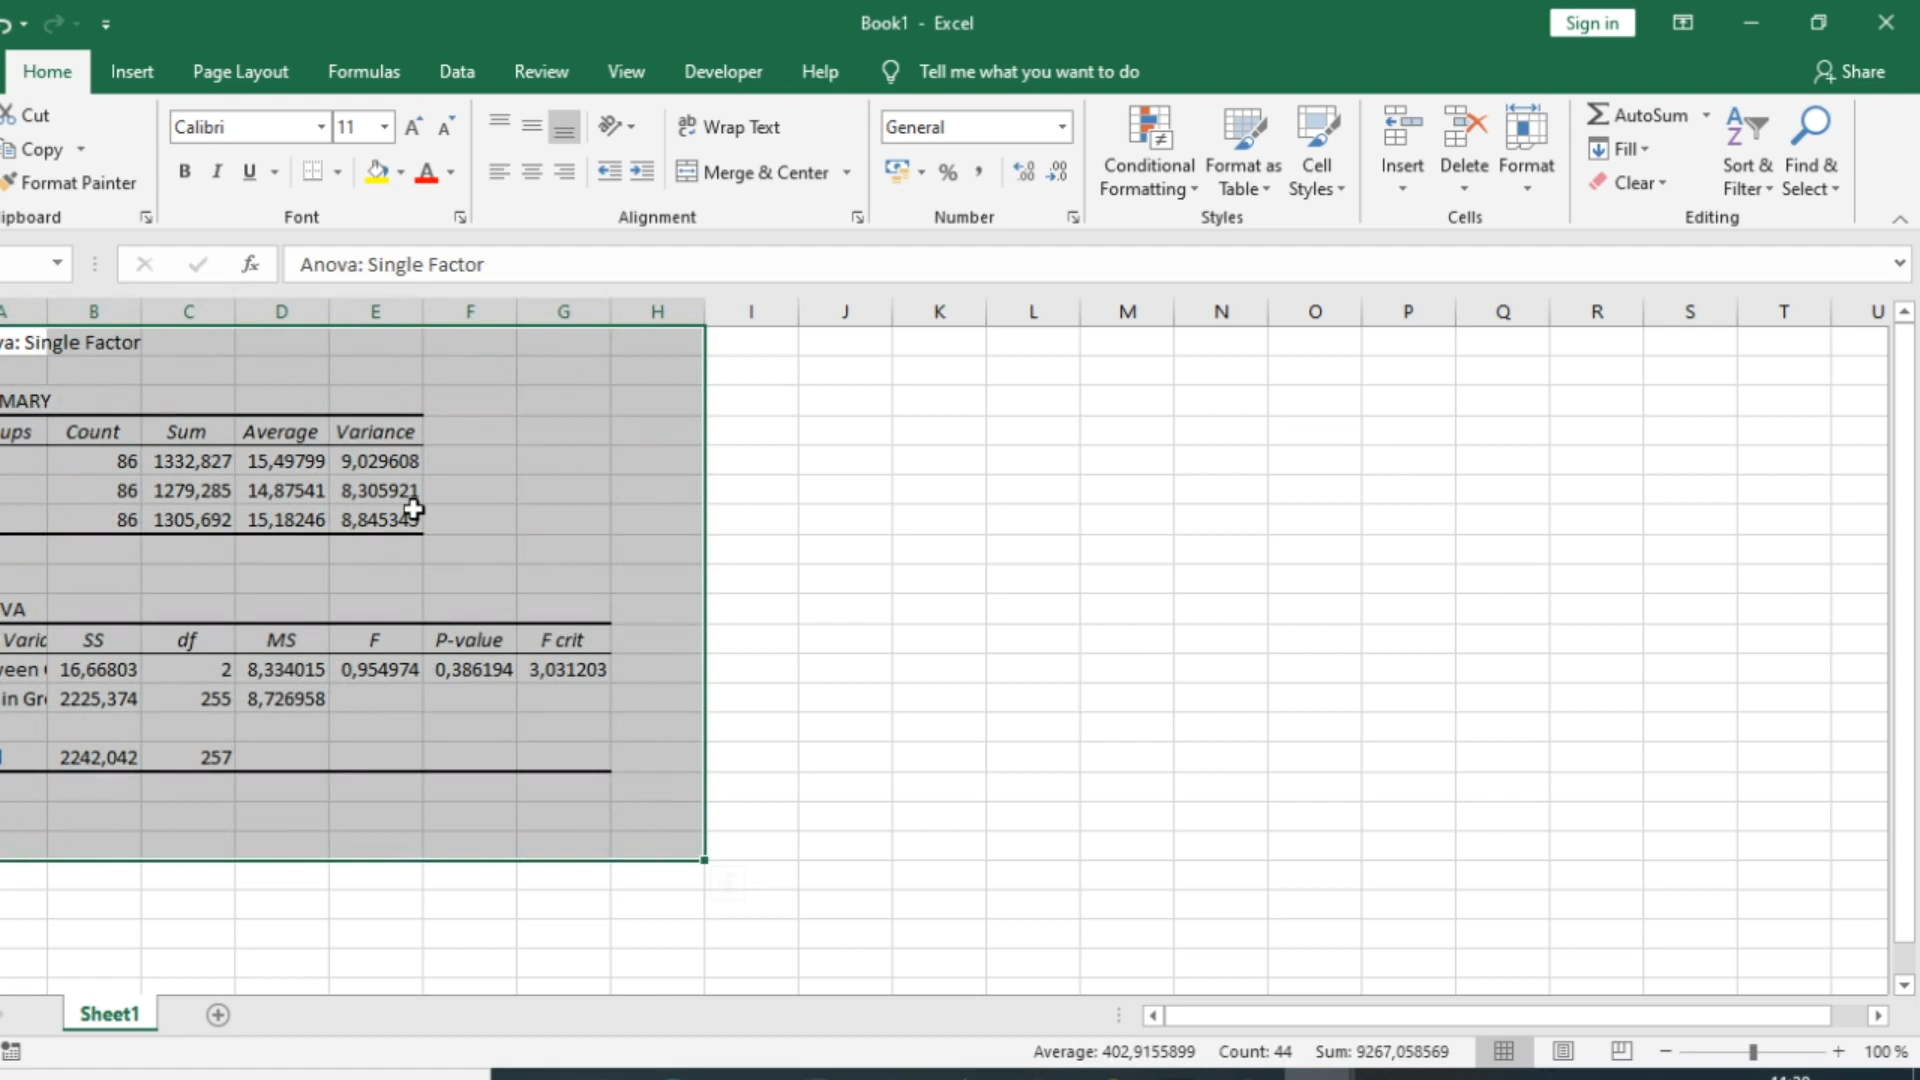 Book1 - Excel
Sign in
Home Insert Page Layout Formulas Data Review View Developer Help Tell me what you want to do Share
Cut
Copy
Format Painter
lipboard
Calibri 11
B I U
Font
Wrap Text
Merge & Center
Alignment
General
%
Number
Conditional Formatting
Format as Table
Cell Styles
Styles
Insert Delete Format
Cells
AutoSum
Fill
Clear
Sort & Filter
Find & Select
Editing
fx Anova: Single Factor
A B C D E F G H I J K L M N O P Q R S T U
va: Single Factor
MARY
ups Count Sum Average Variance
86 1332,827 15,49799 9,029608
86 1279,285 14,87541 8,305921
86 1305,692 15,18246
VA
Varia SS df MS F P-value F crit
veen 16,66803 2 8,334015 0,954974 0,386194 3,031203
in Gr 2225,374 255 8,726958
2242,042 257
Sheet1
Average: 402,9155899 Count: 44 Sum: 9267,058569 100 %